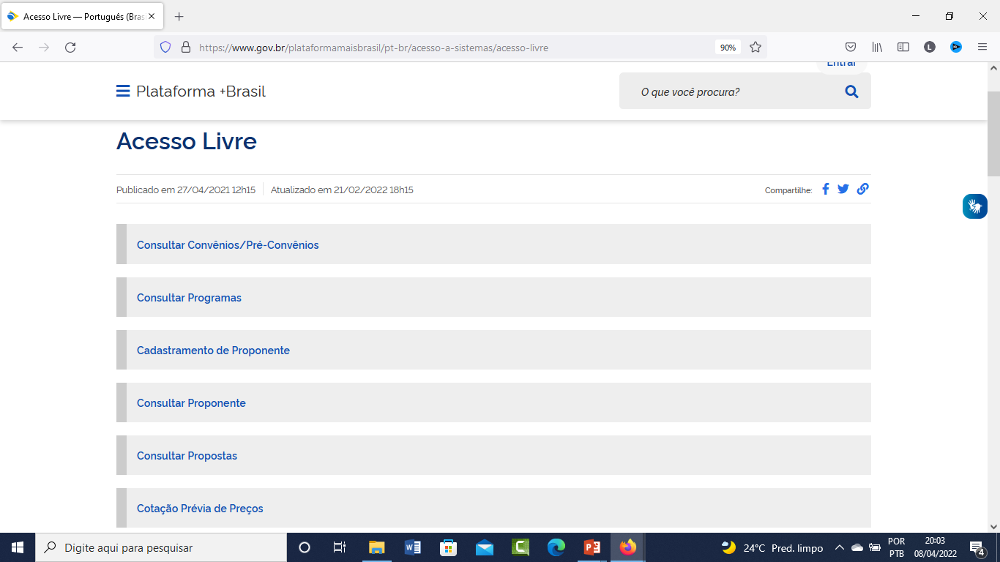 Acesso Livre — Português (Bras
https://www.gov.br/plataformamaisbrasil/pt-br/acesso-a-sistemas/acesso-livre
90%
L
Entrar
Plataforma +Brasil
O que você procura?
Acesso Livre
Publicado em 27/04/2021 12h15
Atualizado em 21/02/2022 18h15
Compartilhe:
Consultar Convênios/Pré-Convênios
Consultar Programas
Cadastramento de Proponente
Consultar Proponente
Consultar Propostas
Cotação Prévia de Preços
Digite aqui para pesquisar
24°C Pred. limpo
POR
PTB
20:03
08/04/2022
4